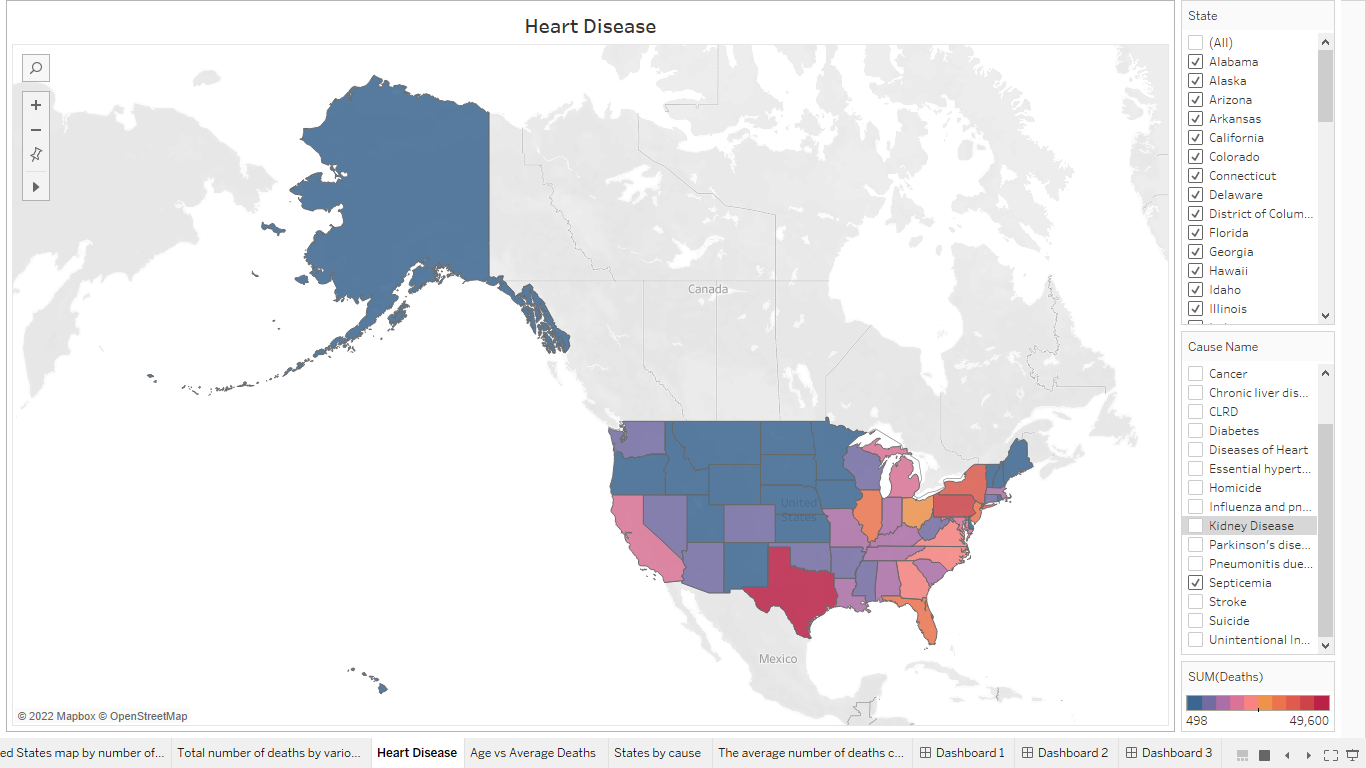 Heart Disease
Canada
United
States
Mexico
© 2022 Mapbox © OpenStreetMap
State
(All)
Alabama
Alaska
Arizona
Arkansas
California
Colorado
Connecticut
Delaware
District of Colum...
Florida
Georgia
Hawaii
Idaho
Illinois
Cause Name
Cancer
Chronic liver dis...
CLRD
Diabetes
Diseases of Heart
Essential hypert...
Homicide
Influenza and pn...
Kidney Disease
Parkinson's dise...
Pneumonitis due...
Septicemia
Stroke
Suicide
Unintentional In...
SUM(Deaths)
498 49,600
ed States map by number of... Total number of deaths by vario... Heart Disease Age vs Average Deaths States by cause The average number of deaths c... Dashboard 1 Dashboard 2 Dashboard 3